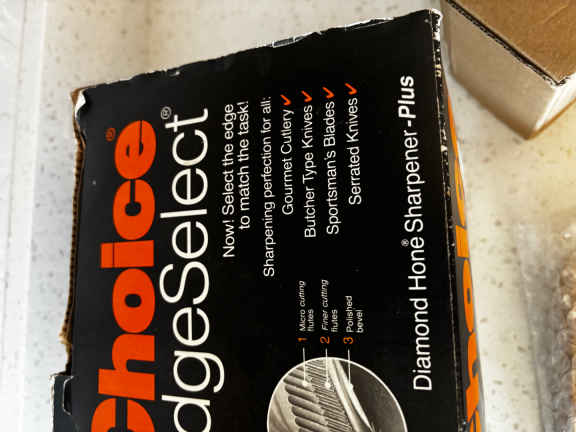 Choice®
dgeSelect®
Now! Select the edge
to match the task!
Sharpening perfection for all:
Gourmet Cutlery ✓
Butcher Type Knives ✓
Sportsman's Blades ✓
Serrated Knives ✓
1 Micro cutting
flutes
2 Finer cutting
flutes
3 Polished
bevel
Diamond Hone® Sharpener-Plus